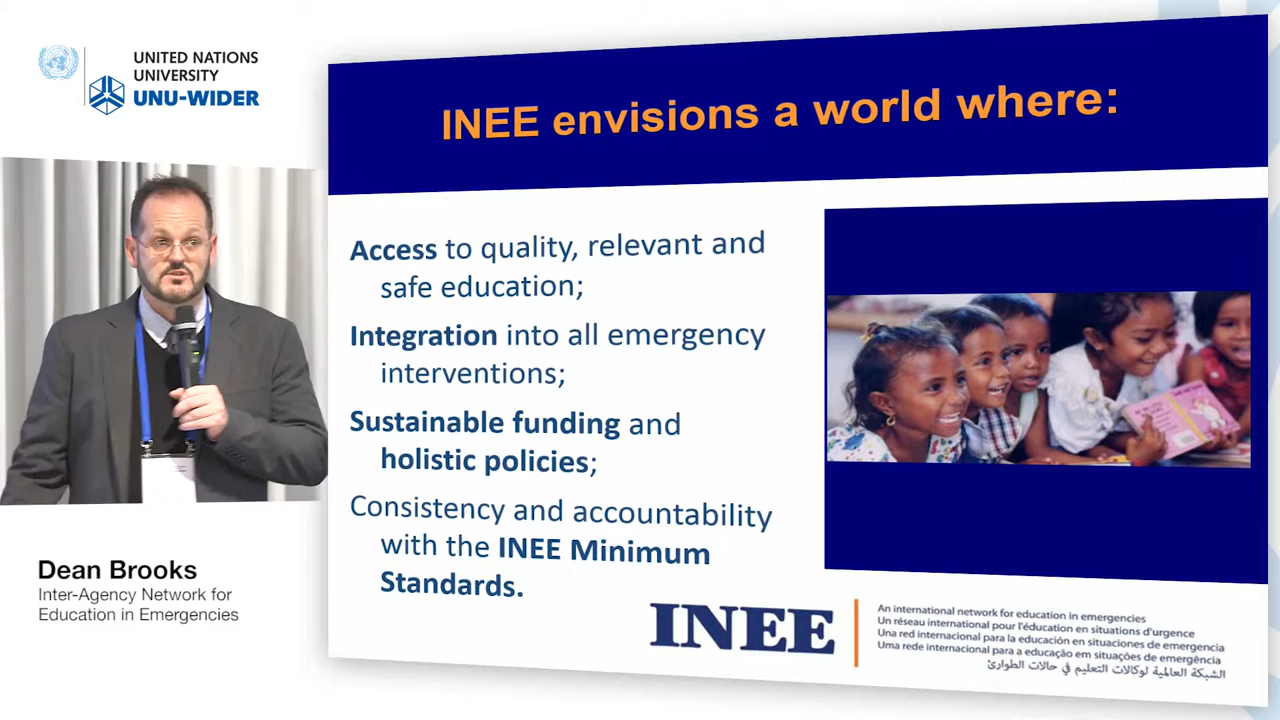 UNITED NATIONS
UNIVERSITY
UNU-WIDER
INEE envisions a world where:
Access to quality, relevant and
safe education;
Integration into all emergency
interventions;
Sustainable funding and
holistic policies;
Consistency and accountability
with the INEE Minimum
Standards.
Dean Brooks
Inter-Agency Network for
Education in Emergencies
INEE
An international network for education in emergencies
Un réseau international pour l'éducation en situations d'urgence
Una red internacional para la educación en situaciones de emergencia
Uma rede internacional para a educação em situações de emergência
الشبكة العالمية لوكالات التعليم في حالات الطوارئ